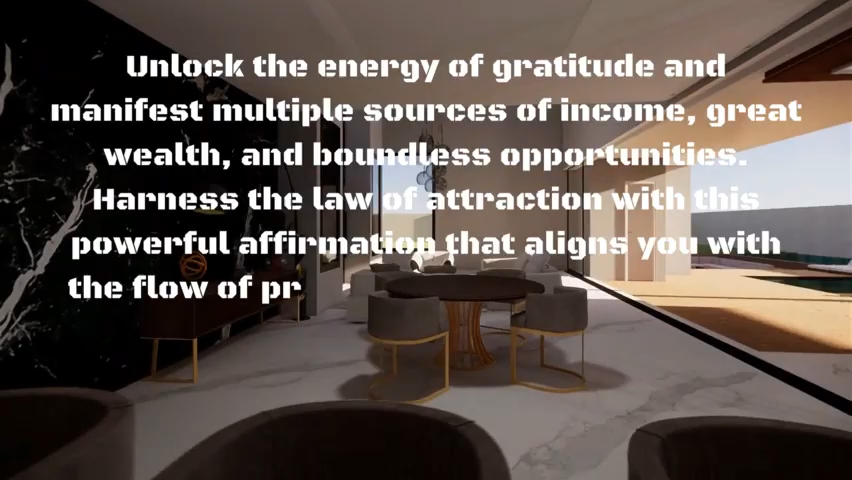 Unlock the energy of gratitude and
manifest multiple sources of income, great
wealth, and boundless opportunities.
Harness the law of attraction with this
powerful affirmation that aligns you with
the flow of pr